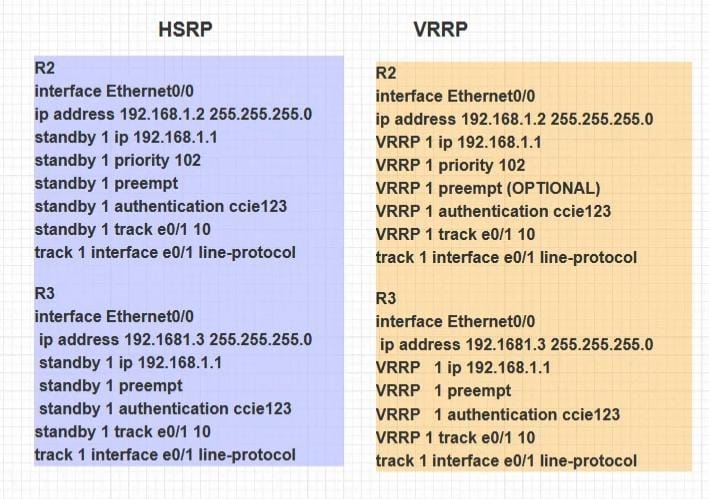 HSRP
R2
interface Ethernet0/0
ip address 192.168.1.2 255.255.255.0
standby 1 ip 192.168.1.1
standby 1 priority 102
standby 1 preempt
standby 1 authentication ccie123
standby 1 track e0/1 10
track 1 interface e0/1 line-protocol
R3
interface Ethernet0/0
ip address 192.1681.3 255.255.255.0
standby 1 ip 192.168.1.1
standby 1 preempt
standby 1 authentication ccie123
standby 1 track e0/1 10
track 1 interface e0/1 line-protocol
VRRP
R2
interface Ethernet0/0
ip address 192.168.1.2 255.255.255.0
VRRP 1 ip 192.168.1.1
VRRP 1 priority 102
VRRP 1 preempt (OPTIONAL)
VRRP 1 authentication ccie123
VRRP 1 track e0/1 10
track 1 interface e0/1 line-protocol
R3
interface Ethernet0/0
ip address 192.1681.3 255.255.255.0
VRRP 1 ip 192.168.1.1
VRRP 1 preempt
VRRP 1 authentication ccie123
VRRP 1 track e0/1 10
track 1 interface e0/1 line-protocol